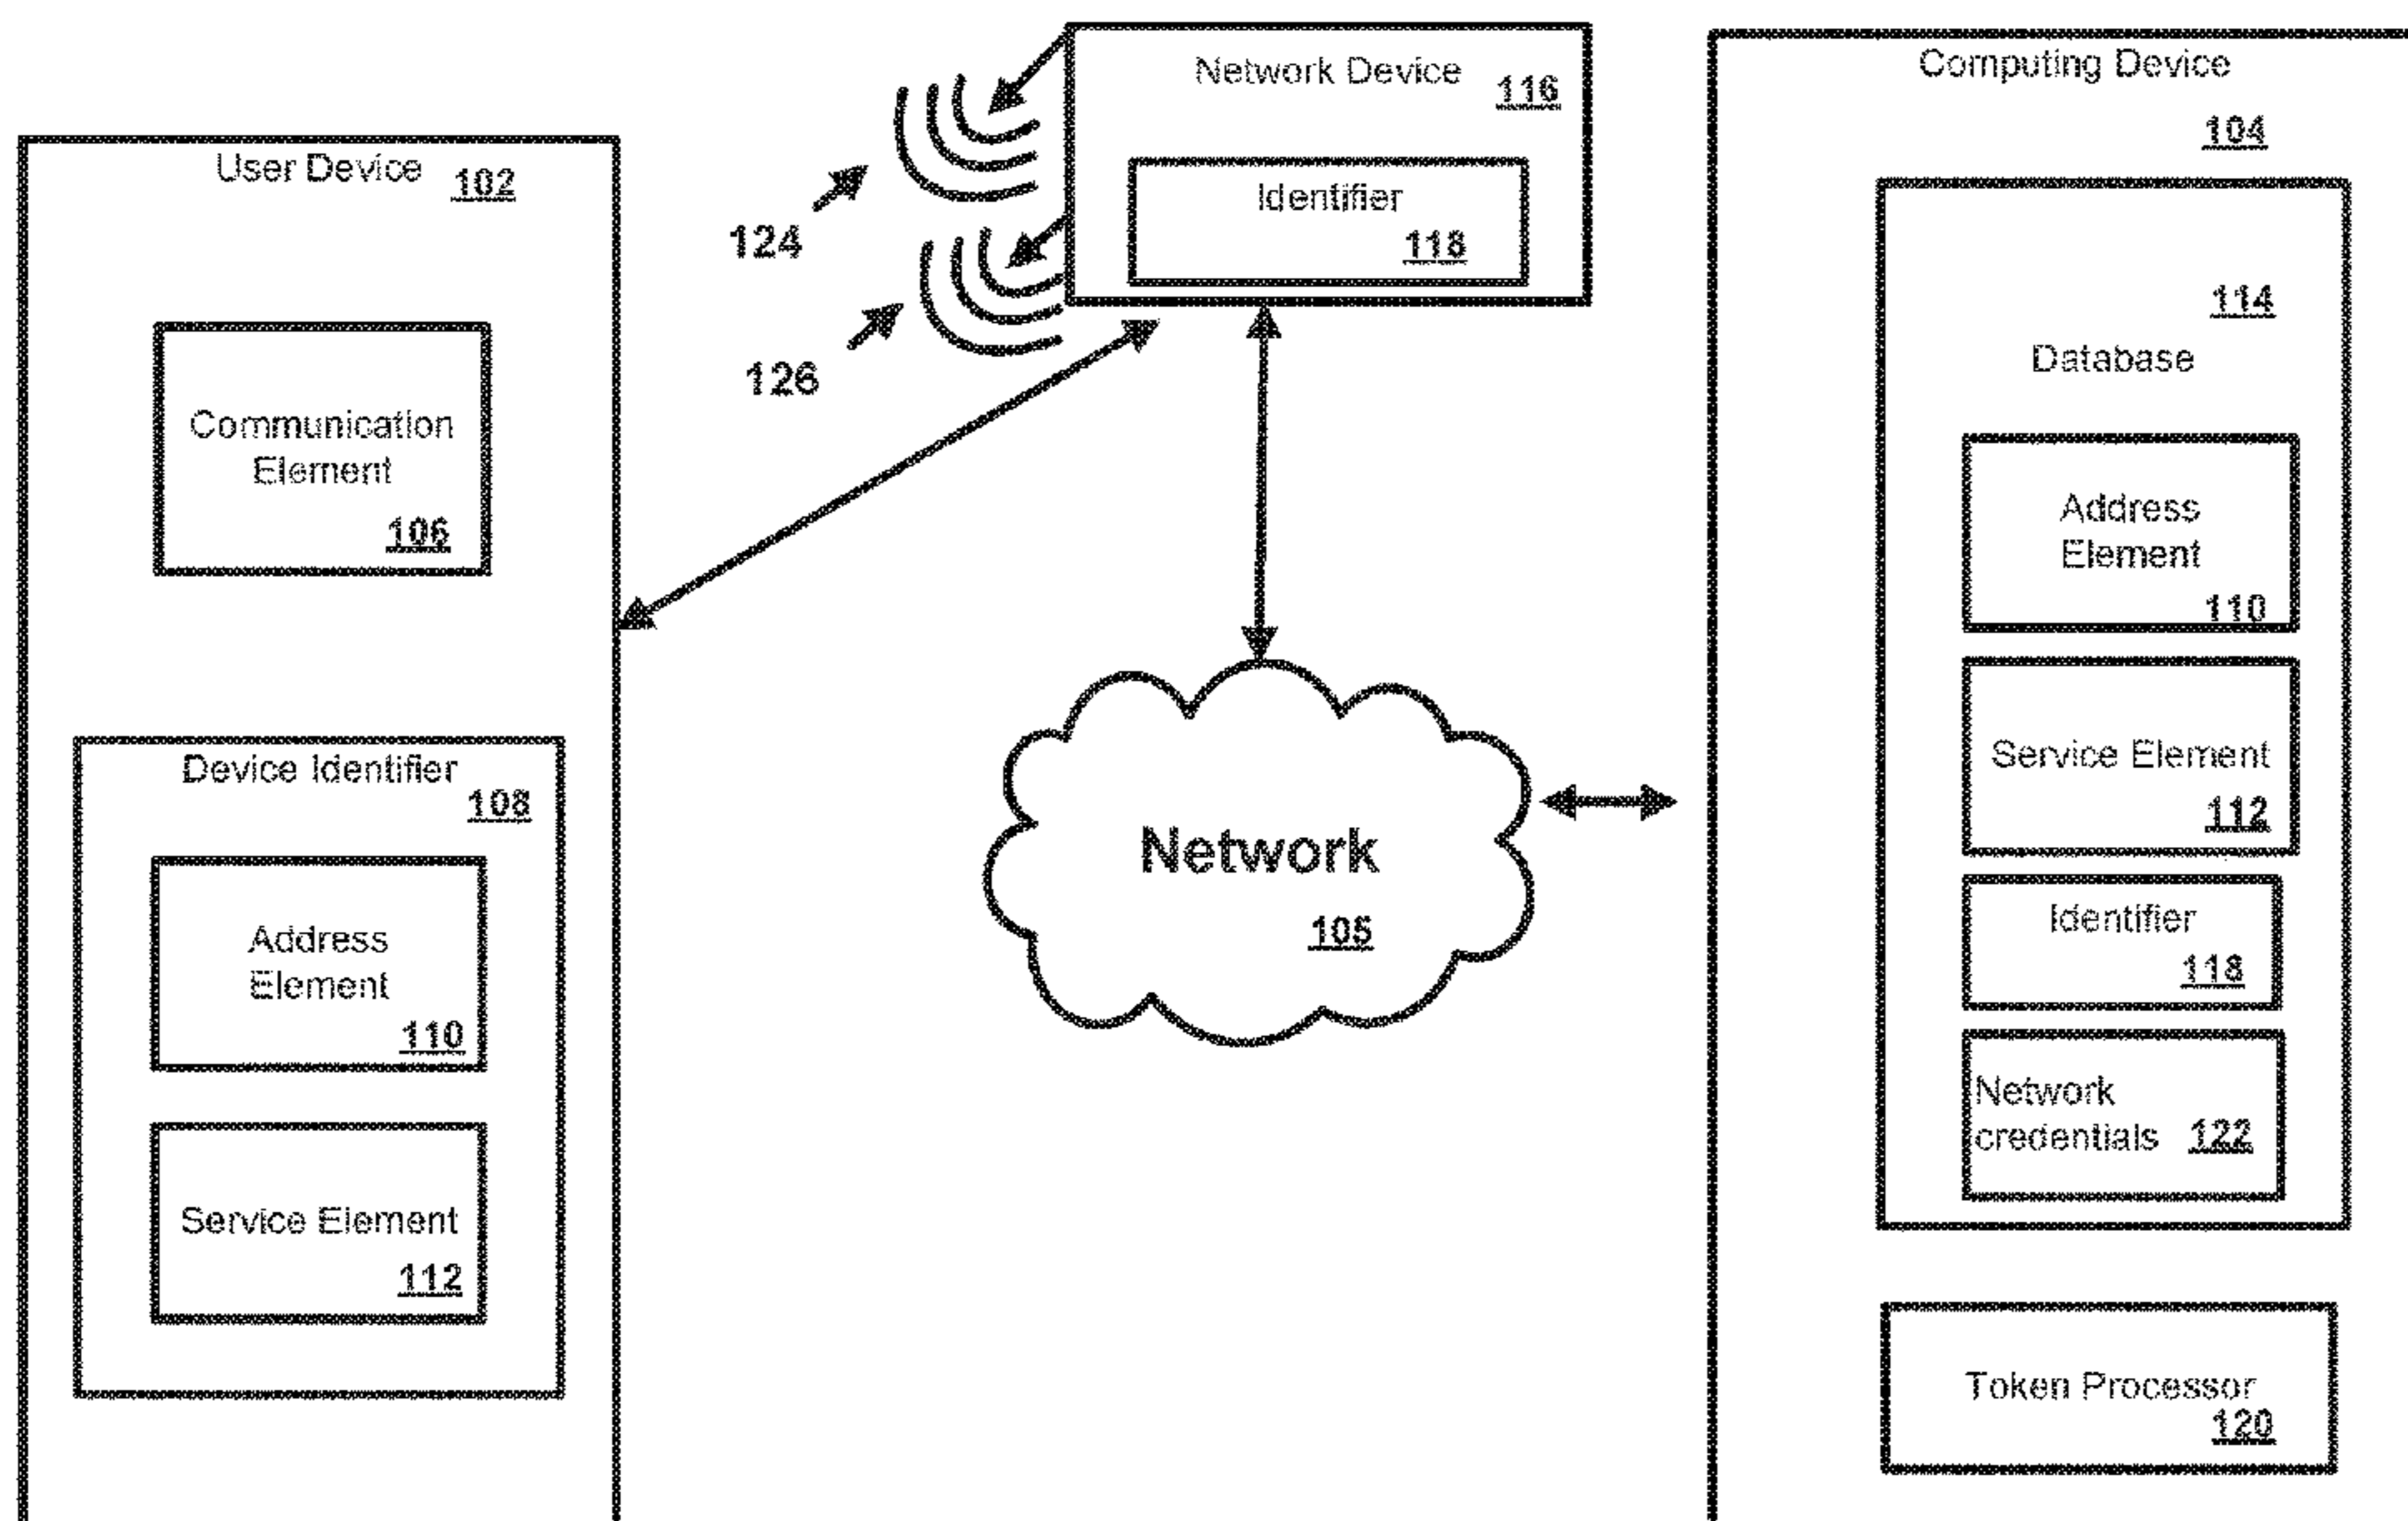 User Device 102
Communication
Element
106
Device Identifier
108
Address
Element
110
Service Element
112
124
126
Network Device
116
Identifier
118
Network
105
Computing Device
104
114
Database
Address
Element
110
Service Element
112
Identifier
118
Network
credentials 122
Token Processor
120